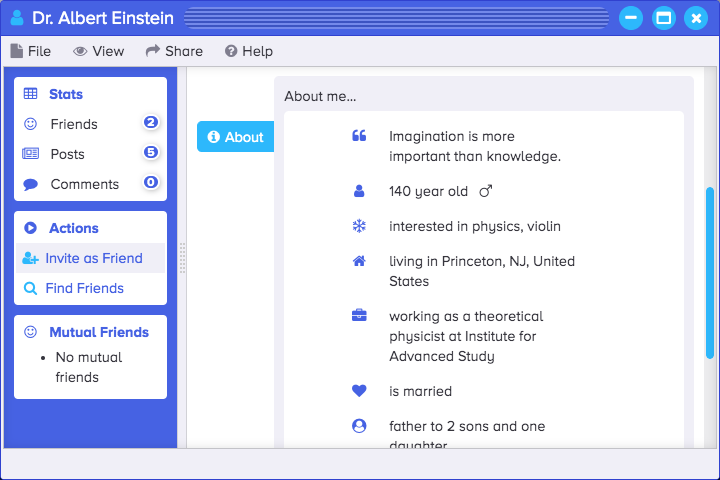 Dr. Albert Einstein
File View Share Help
Stats
Friends 2
Posts 5
Comments 0
Actions
Invite as Friend
Find Friends
Mutual Friends
No mutual
friends
About
About me...
Imagination is more
important than knowledge.
140 year old
interested in physics, violin
living in Princeton, NJ, United
States
working as a theoretical
physicist at Institute for
Advanced Study
is married
father to 2 sons and one
daughter